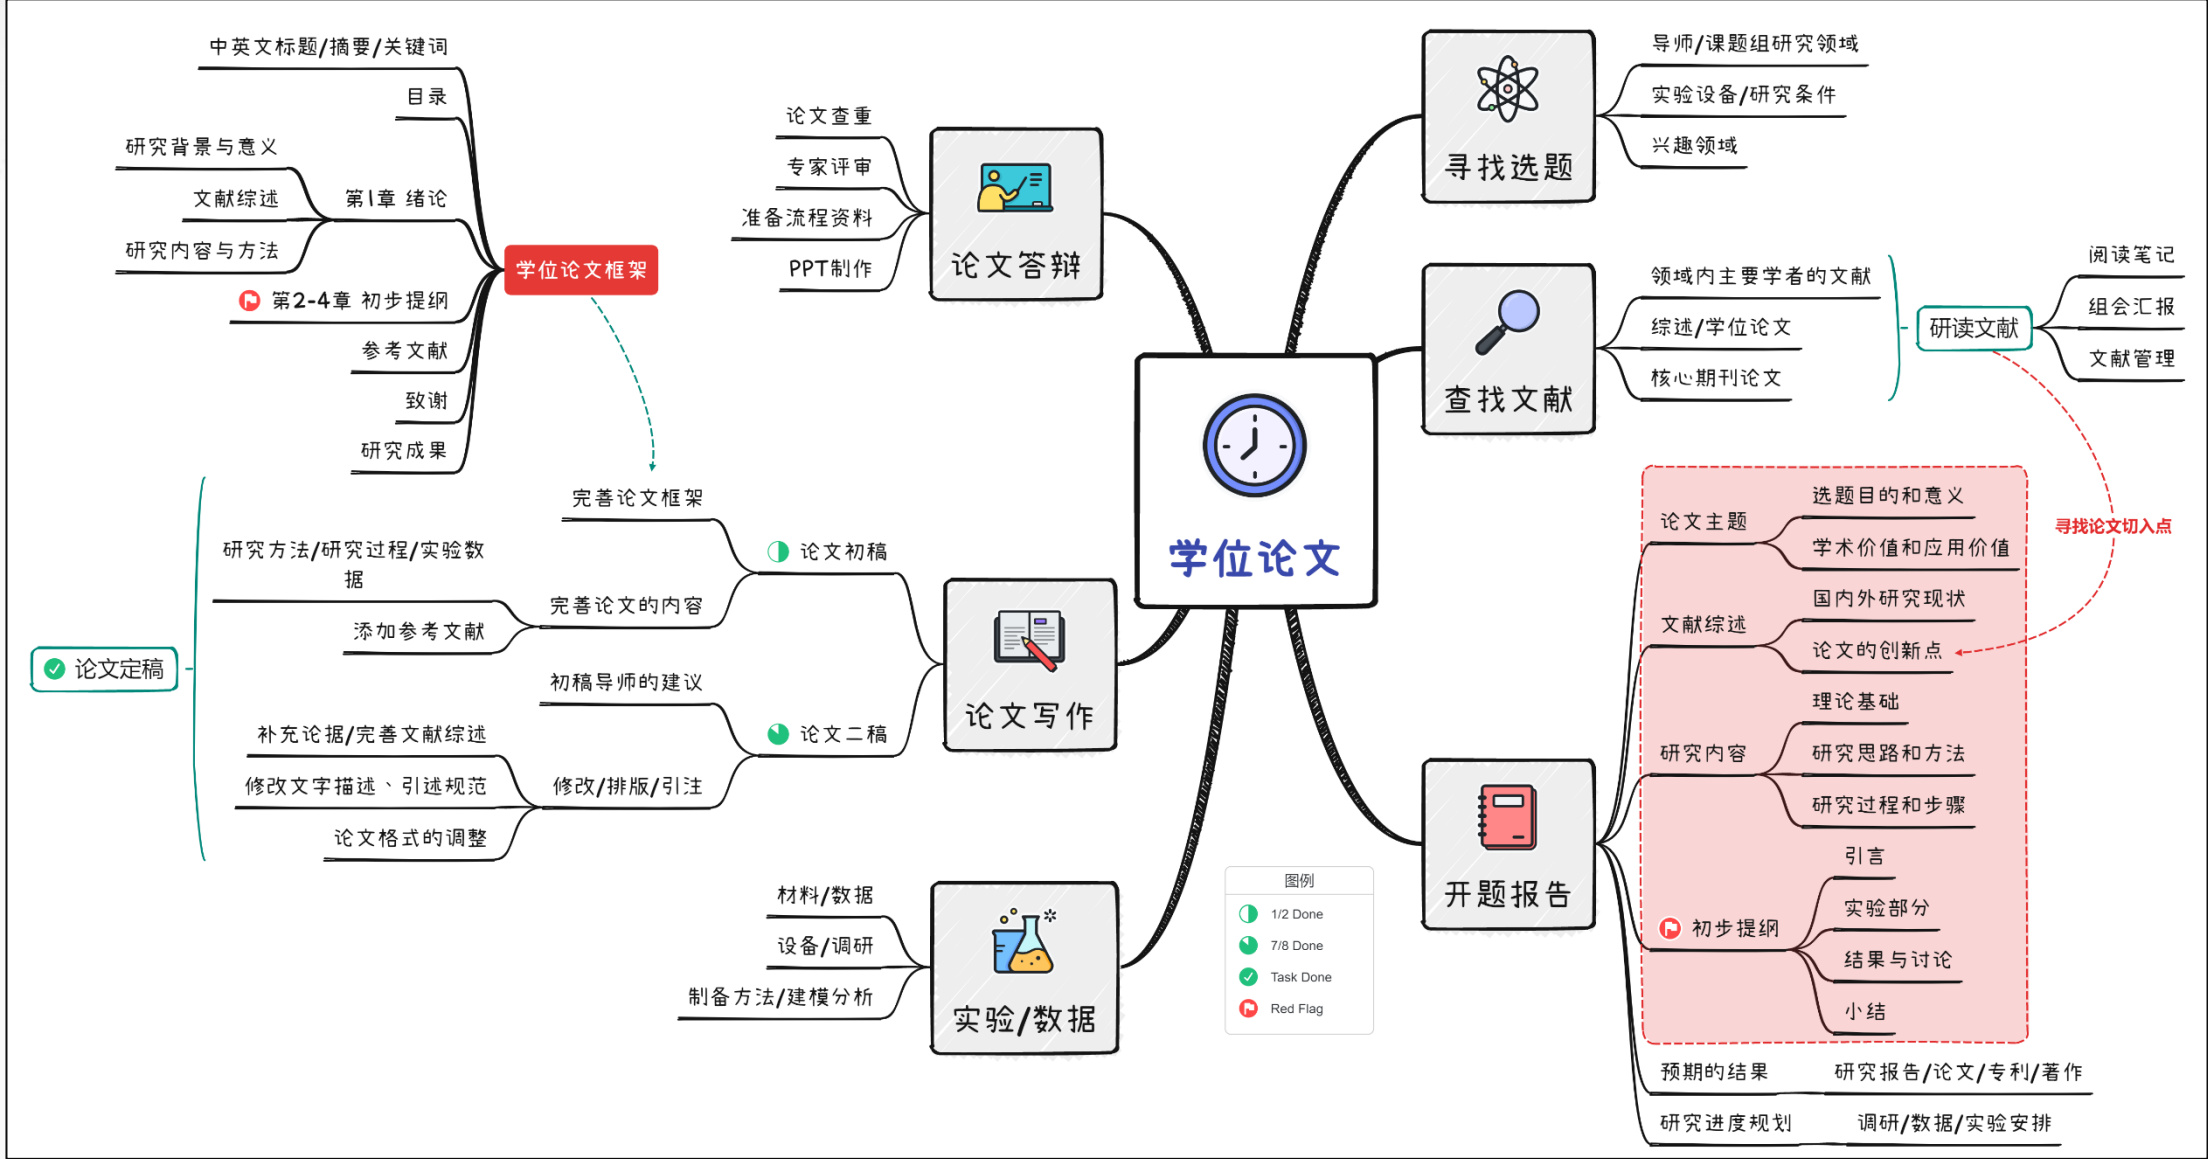 学位论文
寻找选题
导师/课题组研究领域
实验设备/研究条件
兴趣领域
查找文献
领域内主要学者的文献
综述/学位论文
核心期刊论文
研读文献
阅读笔记
组会汇报
文献管理
寻找论文切入点
开题报告
论文主题
选题目的和意义
学术价值和应用价值
文献综述
国内外研究现状
论文的创新点
研究内容
理论基础
研究思路和方法
研究过程和步骤
初步提纲
引言
实验部分
结果与讨论
小结
预期的结果
研究报告/论文/专利/著作
研究进度规划
调研/数据/实验安排
实验/数据
材料/数据
设备/调研
制备方法/建模分析
论文写作
论文初稿
完善论文框架
完善论文的内容
研究方法/研究过程/实验数
据
添加参考文献
论文二稿
初稿导师的建议
修改/排版/引注
补充论据/完善文献综述
修改文字描述、引述规范
论文格式的调整
论文定稿
论文答辩
论文查重
专家评审
准备流程资料
PPT制作
学位论文框架
中英文标题/摘要/关键词
目录
第1章 绪论
研究背景与意义
文献综述
研究内容与方法
第2-4章 初步提纲
参考文献
致谢
研究成果
图例
1/2 Done
7/8 Done
Task Done
Red Flag